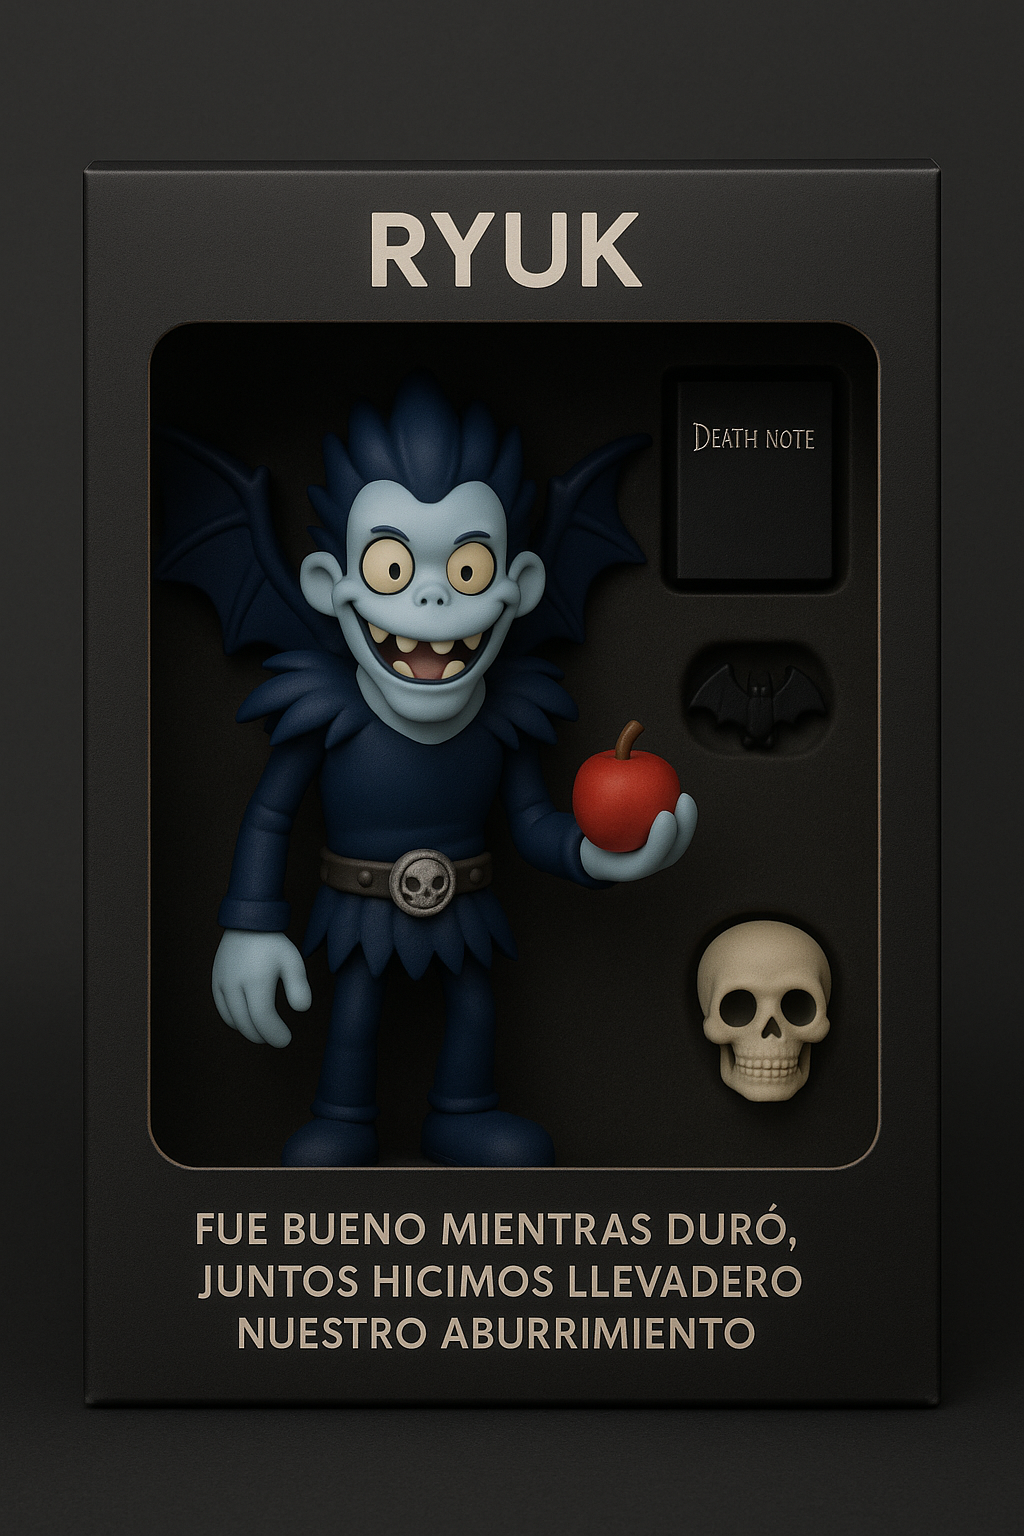 RYUK
DEATH NOTE
FUE BUENO MIENTRAS DURÓ,
JUNTOS HICIMOS LLEVADERO
NUESTRO ABURRIMIENTO